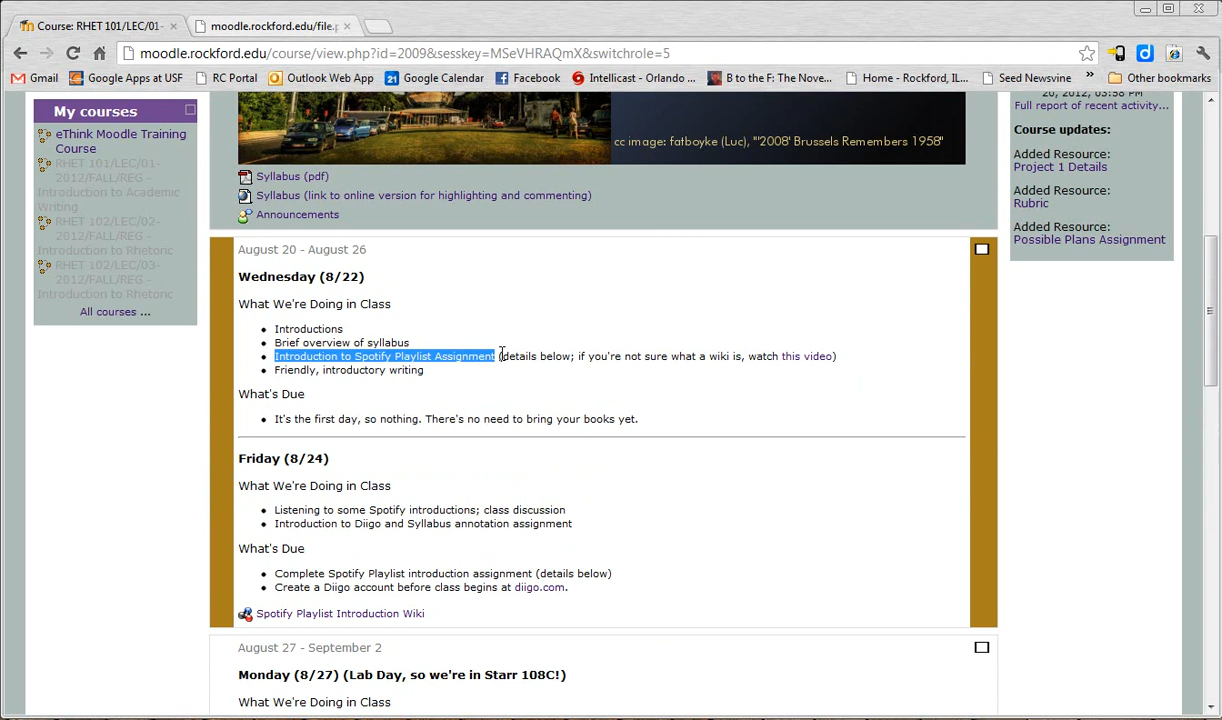 Course: RHET 101/LEC/01-
moodle.rockford.edu/file.p
moodle.rockford.edu/course/view.php?id=2009&sesskey=MSeVHRAQmX&switchrole=5
Gmail Google Apps at USF RC Portal Outlook Web App 21 Google Calendar Facebook Intellicast - Orlando ... B to the F: The Nove... Home - Rockford, IL... Seed Newsvine » Other bookmarks
My courses
eThink Moodle Training
Course
RHET 101/LEC/01-
2012/FALL/REG -
Introduction to Academic
Writing
RHET 102/LEC/02-
2012/FALL/REG -
Introduction to Rhetoric
RHET 102/LEC/03-
2012/FALL/REG -
Introduction to Rhetoric
All courses ...
cc image: fatboyke (Luc), "'2008' Brussels Remembers 1958"
Syllabus (pdf)
Syllabus (link to online version for highlighting and commenting)
Announcements
August 20 - August 26
Wednesday (8/22)
What We're Doing in Class
Introductions
Brief overview of syllabus
Introduction to Spotify Playlist Assignment (details below; if you're not sure what a wiki is, watch this video)
Friendly, introductory writing
What's Due
It's the first day, so nothing. There's no need to bring your books yet.
Friday (8/24)
What We're Doing in Class
Listening to some Spotify introductions; class discussion
Introduction to Diigo and Syllabus annotation assignment
What's Due
Complete Spotify Playlist introduction assignment (details below)
Create a Diigo account before class begins at diigo.com.
Spotify Playlist Introduction Wiki
August 27 - September 2
Monday (8/27) (Lab Day, so we're in Starr 108C!)
What We're Doing in Class
20, 2012, 03:58 PM
Full report of recent activity...
Course updates:
Added Resource:
Project 1 Details
Added Resource:
Rubric
Added Resource:
Possible Plans Assignment